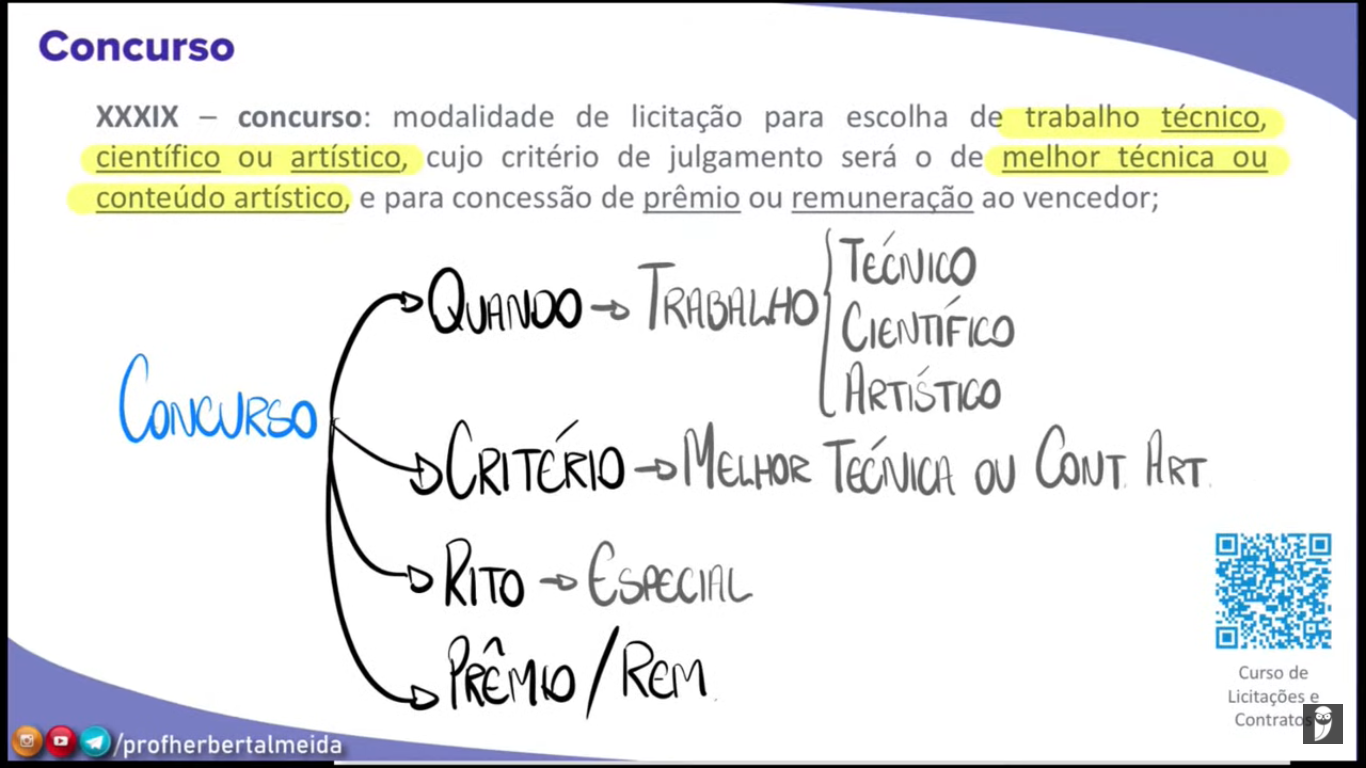 Concurso
XXXIX – concurso: modalidade de licitação para escolha de trabalho técnico,
científico ou artístico, cujo critério de julgamento será o de melhor técnica ou
conteúdo artístico, e para concessão de prêmio ou remuneração ao vencedor;
CONCURSO
QUANDO → TRABALHO
TÉCNICO
CIENTÍFICO
ARTÍSTICO
CRITÉRIO → MELHOR TÉCNICA OU CONT. ART.
RITO → ESPECIAL
PRÊMIO / REM.
Curso de
Licitações e
Contratos
/profherbertalmeida